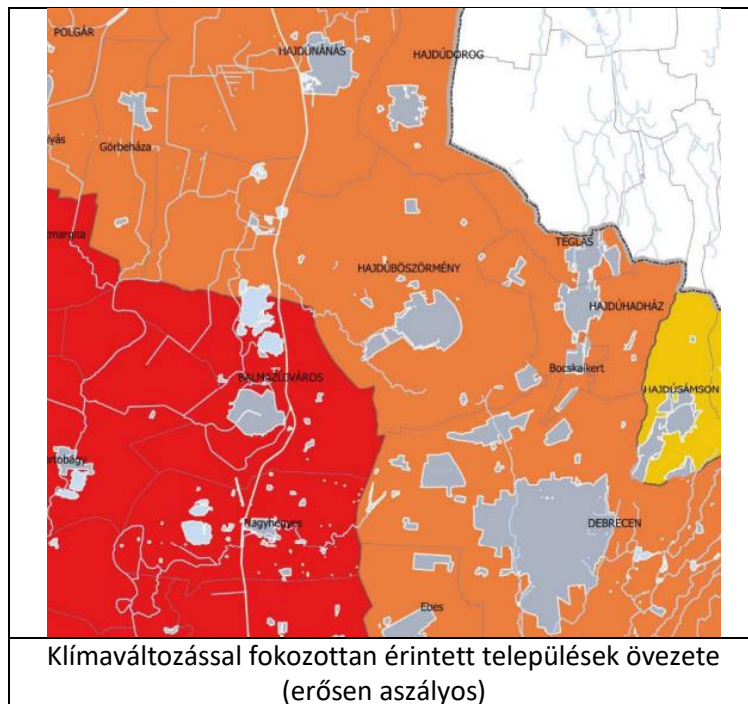 POLGÁR
HAJDÚNÁNÁS
HAJDÚDOROG
Görbeháza
TÉGLÁS
HAJDÚBÖSZÖRMÉNY
HAJDÚHADHÁZ
Bocskaikert
BALMAZÚJVÁROS
HAJDÚSÁMSON
Nagyhegyes
DEBRECEN
Ebes
Klímaváltozással fokozottan érintett települések övezete
(erősen aszályos)